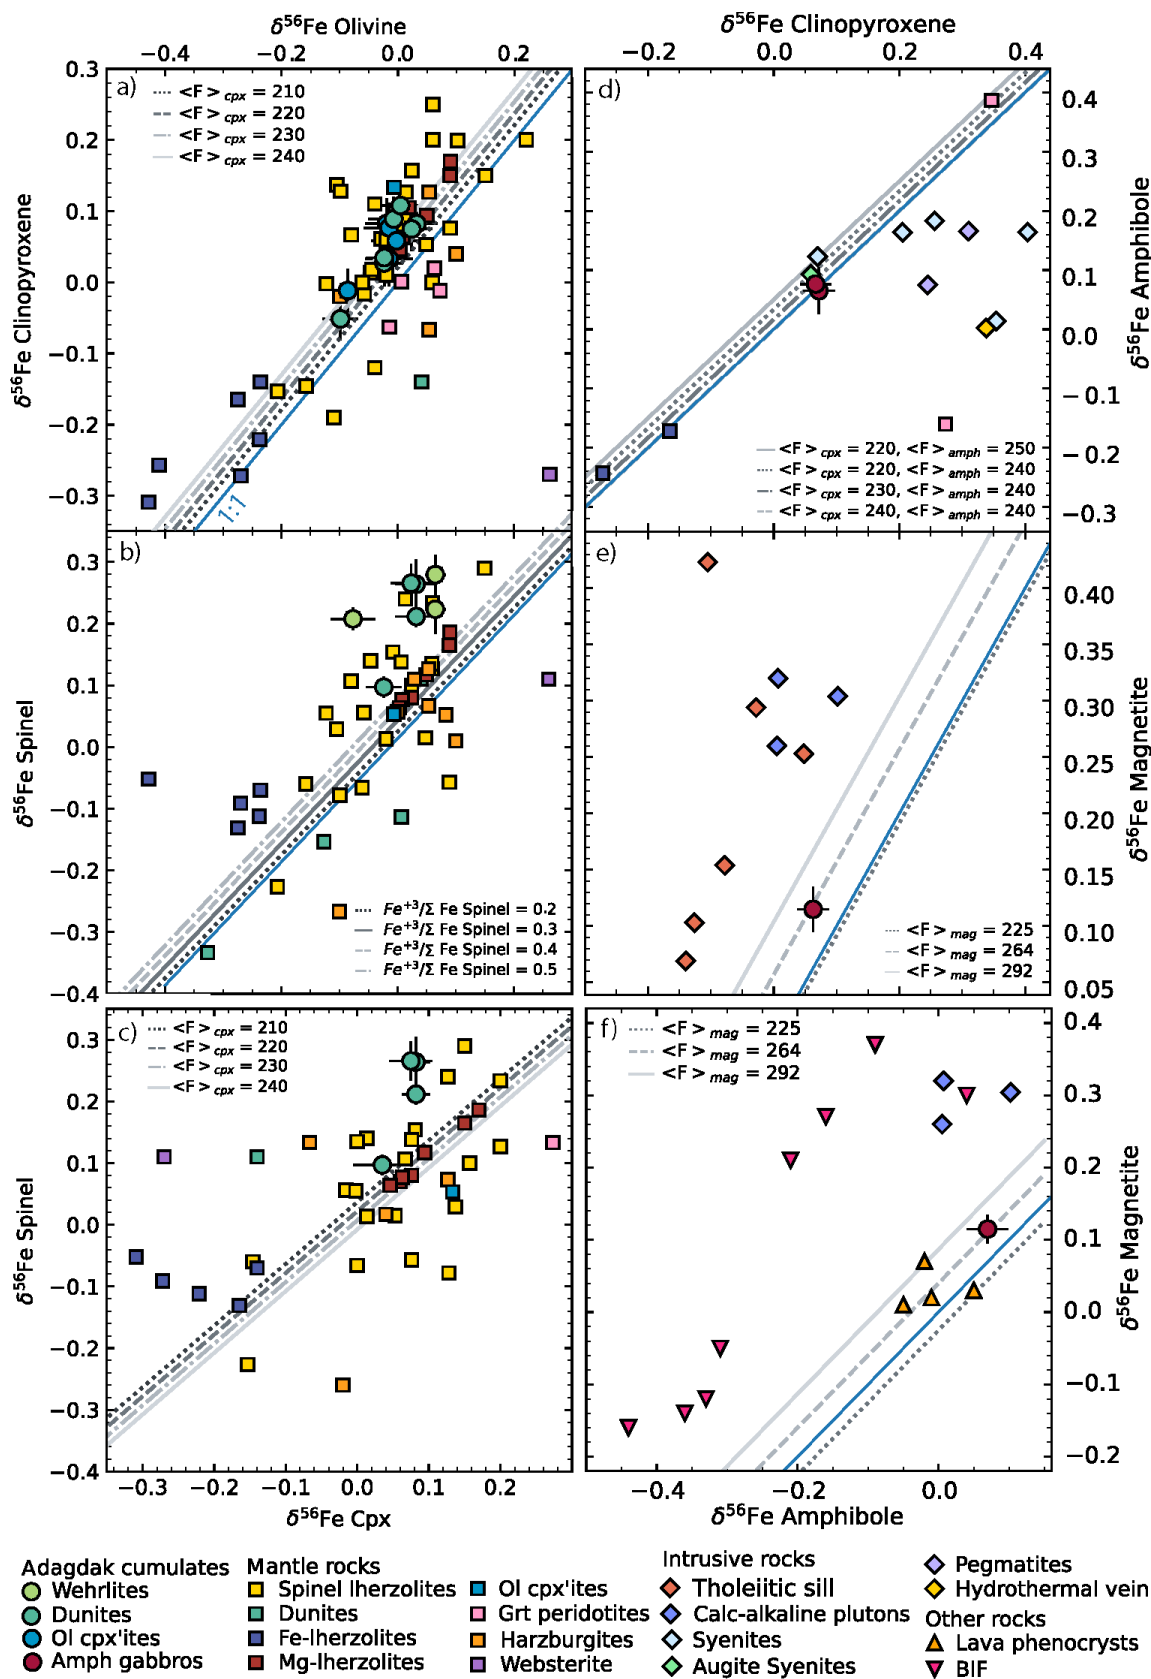 δ56Fe Olivine
−0.4 −0.2 0.0 0.2
δ56Fe Clinopyroxene
−0.2 0.0 0.2 0.4
a)
<F> cpx = 210
<F> cpx = 220
<F> cpx = 230
<F> cpx = 240
0.3
0.2
0.1
0.0
−0.1
−0.2
−0.3
δ56Fe Clinopyroxene
1:1
d)
<F> cpx = 220, <F> amph = 250
<F> cpx = 220, <F> amph = 240
<F> cpx = 230, <F> amph = 240
<F> cpx = 240, <F> amph = 240
0.4
0.3
0.2
0.1
0.0
−0.1
−0.2
−0.3
δ56Fe Amphibole
b)
0.3
0.2
0.1
0.0
−0.1
−0.2
−0.3
−0.4
δ56Fe Spinel
Fe+3/Σ Fe Spinel = 0.2
Fe+3/Σ Fe Spinel = 0.3
Fe+3/Σ Fe Spinel = 0.4
Fe+3/Σ Fe Spinel = 0.5
e)
0.40
0.35
0.30
0.25
0.20
0.15
0.10
0.05
δ56Fe Magnetite
<F> mag = 225
<F> mag = 264
<F> mag = 292
c)
<F> cpx = 210
<F> cpx = 220
<F> cpx = 230
<F> cpx = 240
0.3
0.2
0.1
0.0
−0.1
−0.2
−0.3
−0.4
δ56Fe Spinel
−0.3 −0.2 −0.1 0.0 0.1 0.2
δ56Fe Cpx
f)
<F> mag = 225
<F> mag = 264
<F> mag = 292
0.4
0.3
0.2
0.1
0.0
−0.1
−0.2
δ56Fe Magnetite
−0.4 −0.2 0.0
δ56Fe Amphibole
Adagdak cumulates
Wehrlites
Dunites
Ol cpx'ites
Amph gabbros
Mantle rocks
Spinel lherzolites
Dunites
Fe-lherzolites
Mg-lherzolites
Ol cpx'ites
Grt peridotites
Harzburgites
Websterite
Intrusive rocks
Tholeiitic sill
Calc-alkaline plutons
Syenites
Augite Syenites
Pegmatites
Hydrothermal vein
Other rocks
Lava phenocrysts
BIF